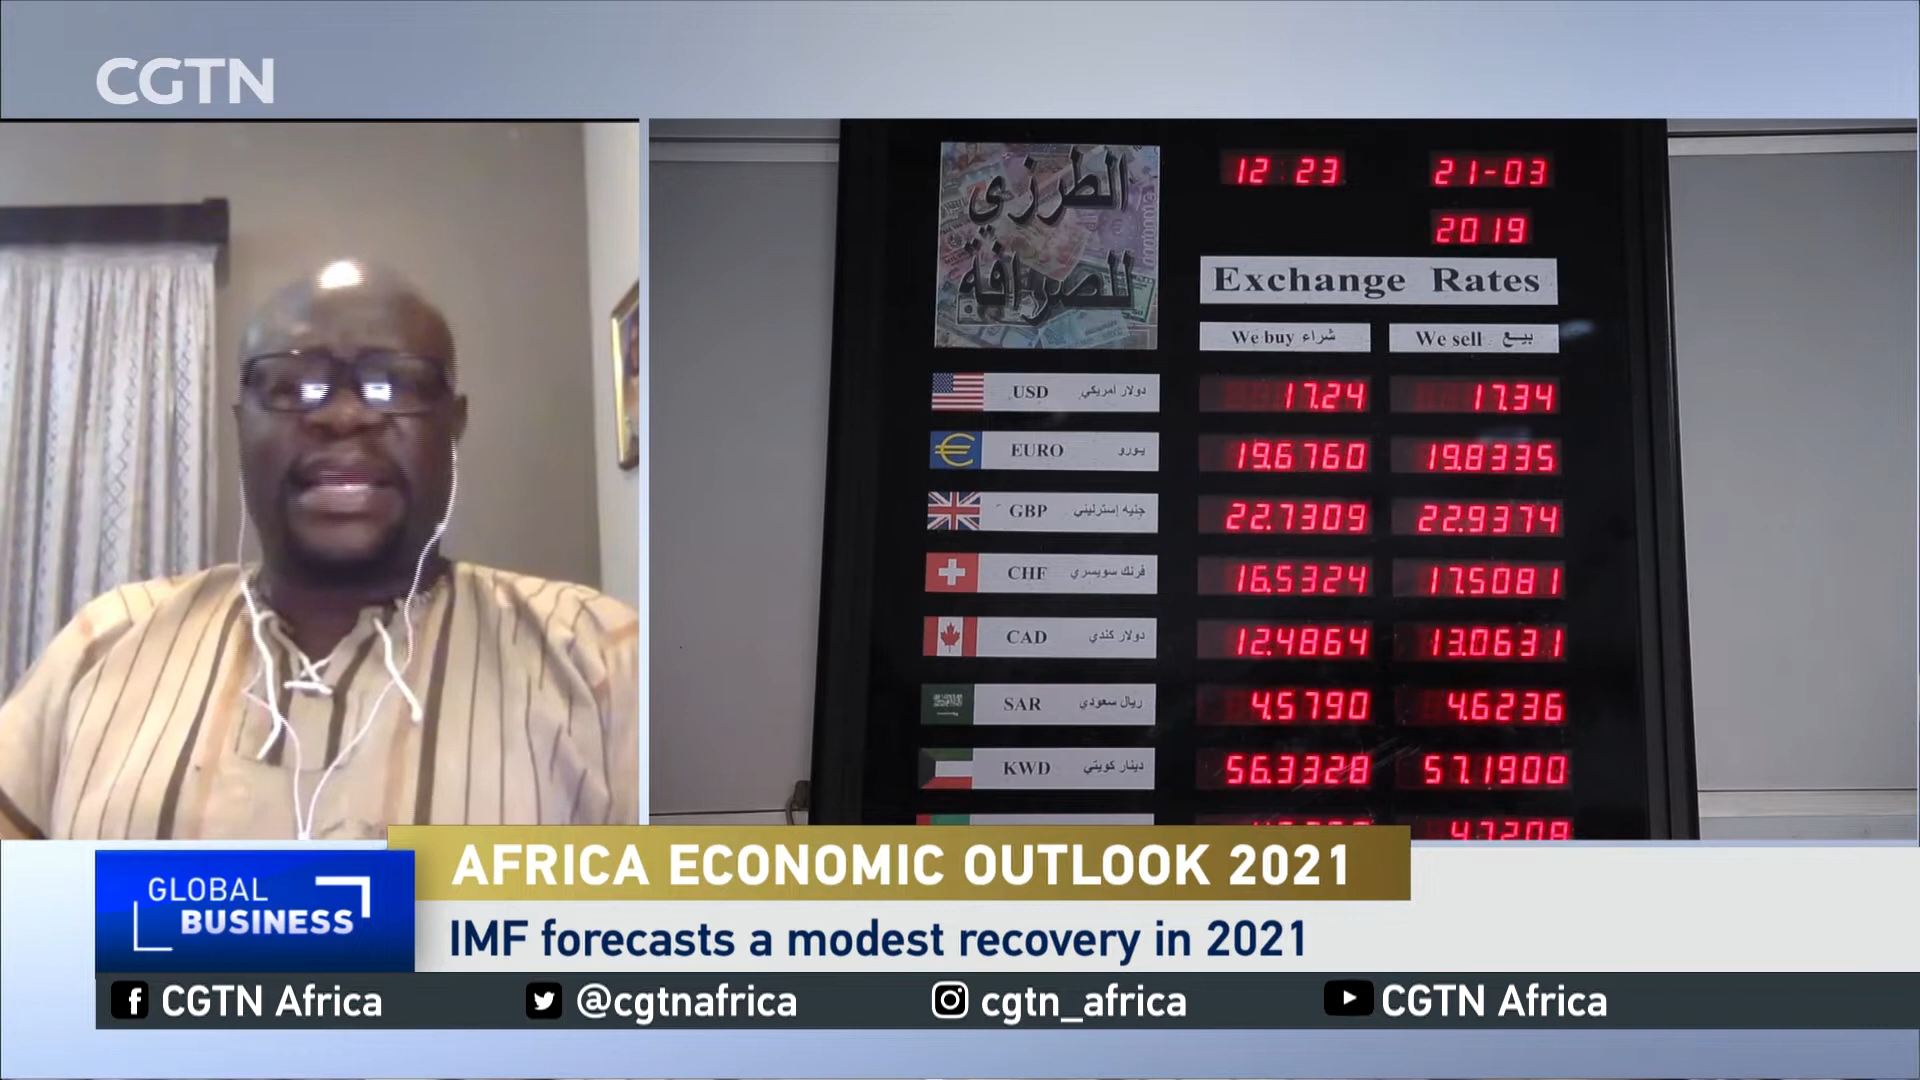 CGTN
الطرزي
للصرافة
12:23 21-03
2019
Exchange Rates
We buy شراء We sell بيع
USD دولار امريكي 17.24 17.34
EURO يورو 19.6760 19.8335
GBP جنيه إسترليني 22.7309 22.9374
CHF فرنك سويسري 16.5324 17.5081
CAD دولار كندي 12.4864 13.0631
SAR ريال سعودي 4.5790 4.6236
KWD دينار كويتي 56.3328 57.1900
4.7208
AFRICA ECONOMIC OUTLOOK 2021
GLOBAL
BUSINESS
IMF forecasts a modest recovery in 2021
CGTN Africa @cgtnafrica cgtn_africa CGTN Africa